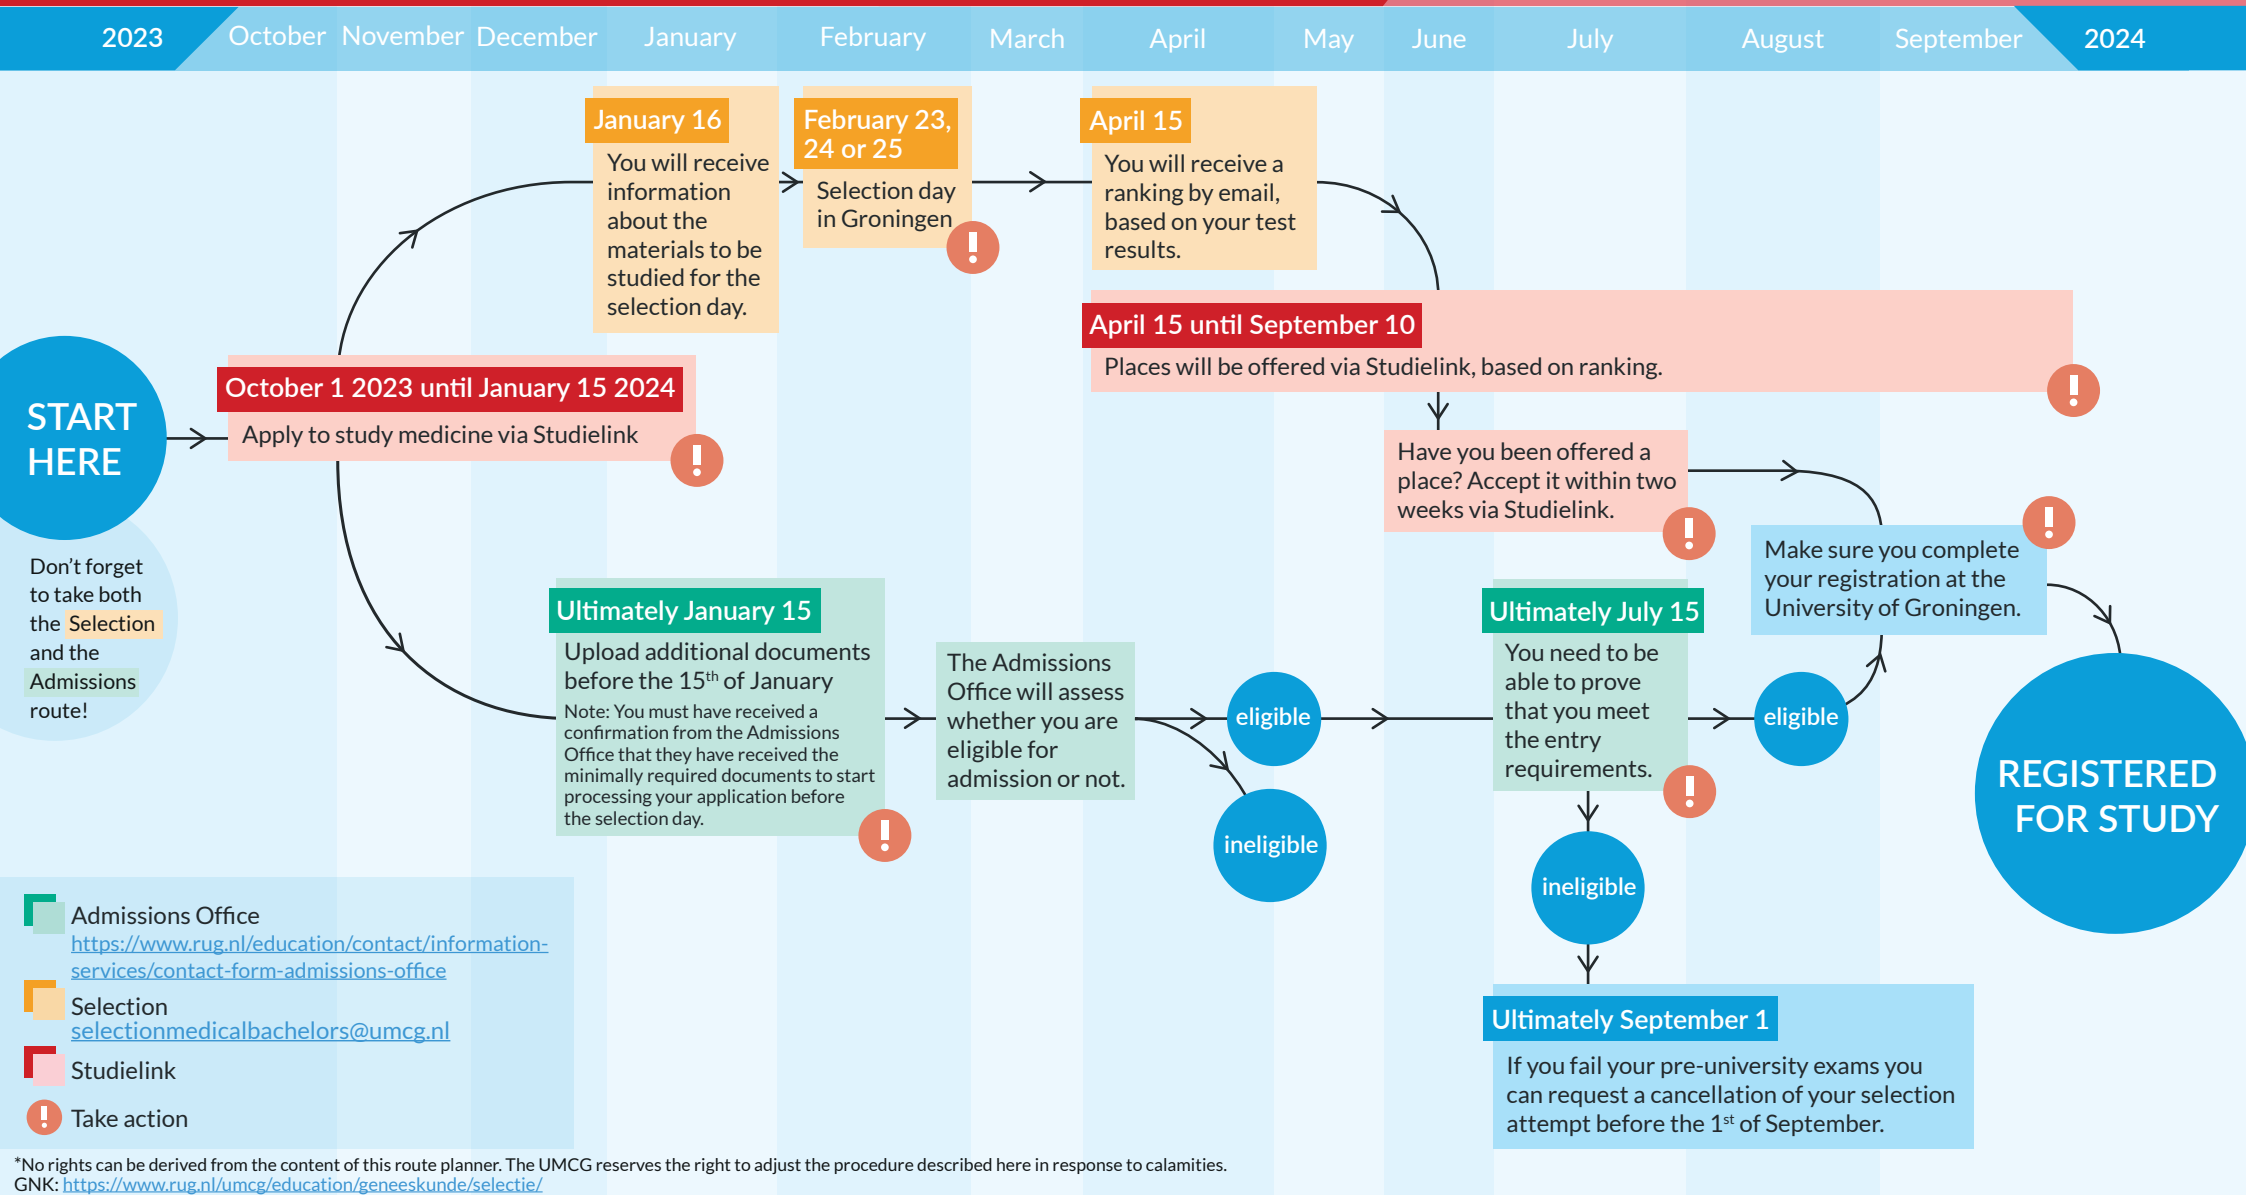 2023
October
November
December
January
February
March
April
May
June
July
August
September
2024
START
HERE
Don't forget
to take both
the Selection
and the
Admissions
route!
October 1 2023 until January 15 2024
Apply to study medicine via Studielink
January 16
You will receive
information
about the
materials to be
studied for the
selection day.
February 23,
24 or 25
Selection day
in Groningen
April 15
You will receive a
ranking by email,
based on your test
results.
April 15 until September 10
Places will be offered via Studielink, based on ranking.
Have you been offered a
place? Accept it within two
weeks via Studielink.
Ultimately January 15
Upload additional documents
before the 15th of January
Note: You must have received a
confirmation from the Admissions
Office that they have received the
minimally required documents to start
processing your application before
the selection day.
The Admissions
Office will assess
whether you are
eligible for
admission or not.
eligible
ineligible
Ultimately July 15
You need to be
able to prove
that you meet
the entry
requirements.
eligible
ineligible
Make sure you complete
your registration at the
University of Groningen.
REGISTERED
FOR STUDY
Ultimately September 1
If you fail your pre-university exams you
can request a cancellation of your selection
attempt before the 1st of September.
Admissions Office
https://www.rug.nl/education/contact/information-
services/contact-form-admissions-office
Selection
selectionmedicalbachelors@umcg.nl
Studielink
Take action
*No rights can be derived from the content of this route planner. The UMCG reserves the right to adjust the procedure described here in response to calamities.
GNK: https://www.rug.nl/umcg/education/geneeskunde/selectie/